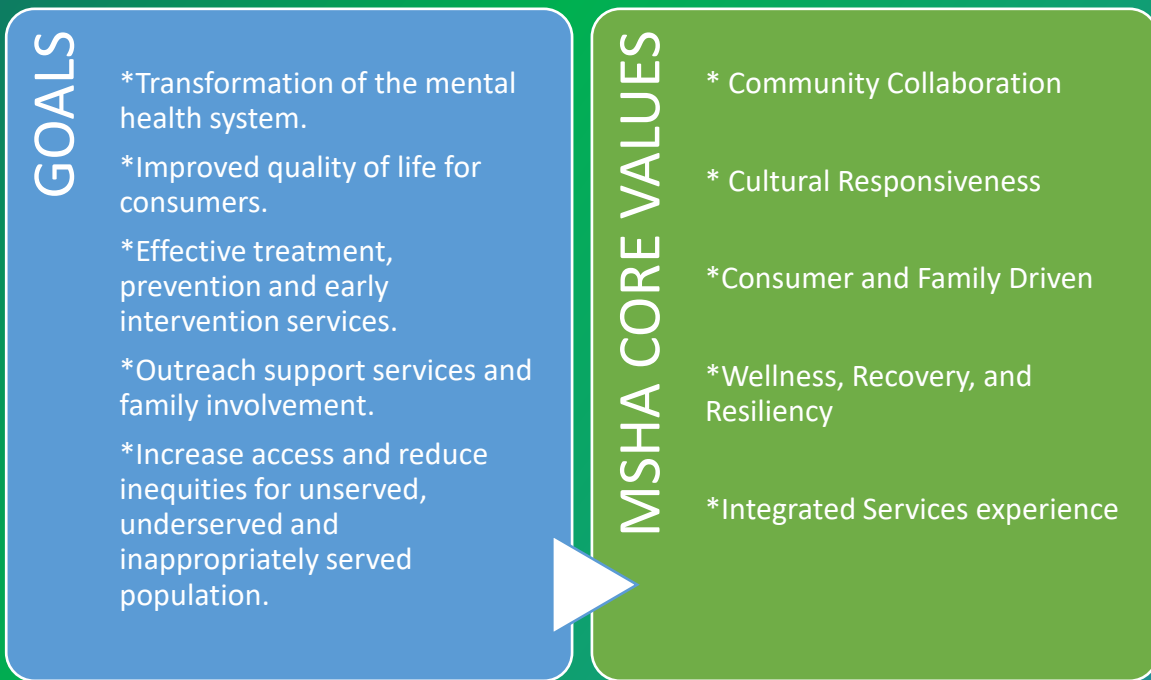 GOALS
*Transformation of the mental
health system.
*Improved quality of life for
consumers.
*Effective treatment,
prevention and early
intervention services.
*Outreach support services and
family involvement.
*Increase access and reduce
inequities for unserved,
underserved and
inappropriately served
population.
MSHA CORE VALUES
* Community Collaboration
* Cultural Responsiveness
*Consumer and Family Driven
*Wellness, Recovery, and
Resiliency
*Integrated Services experience